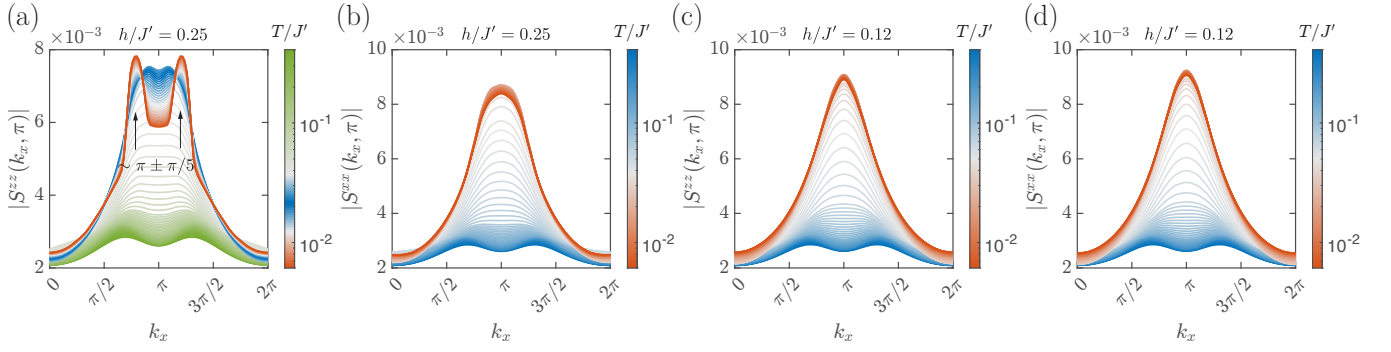 (a)
×10⁻³ h/J′ = 0.25 T/J′
8
6
4
2
|S^{zz}(k_x, π)|
∼ π ± π/5
0 π/2 π 3π/2 2π
k_x
10⁻¹
10⁻²
(b)
×10⁻³ h/J′ = 0.25 T/J′
10
8
6
4
2
|S^{xx}(k_x, π)|
0 π/2 π 3π/2 2π
k_x
10⁻¹
10⁻²
(c)
×10⁻³ h/J′ = 0.12 T/J′
10
8
6
4
2
|S^{zz}(k_x, π)|
0 π/2 π 3π/2 2π
k_x
10⁻¹
10⁻²
(d)
×10⁻³ h/J′ = 0.12 T/J′
10
8
6
4
2
|S^{xx}(k_x, π)|
0 π/2 π 3π/2 2π
k_x
10⁻¹
10⁻²